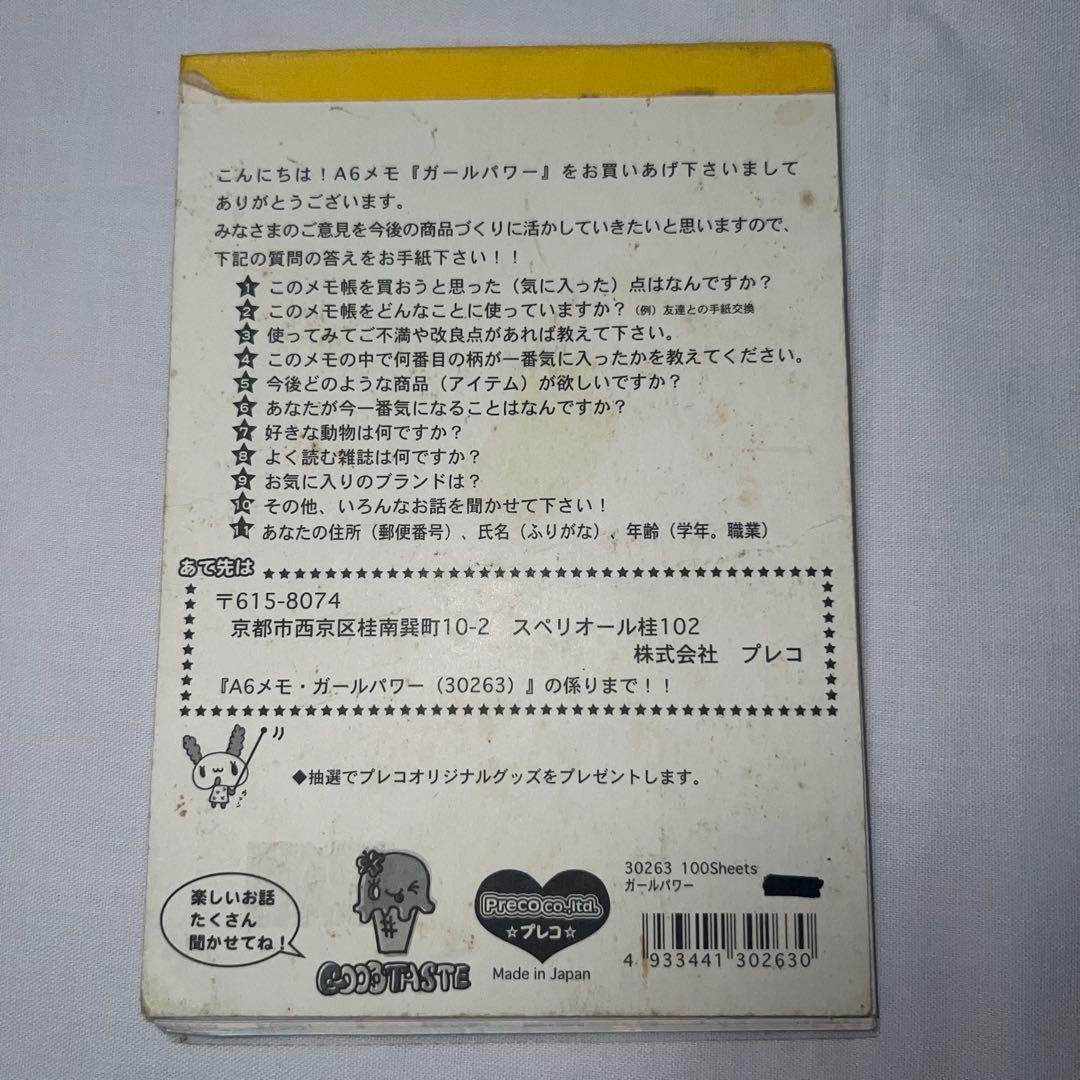 こんにちは！A6メモ『ガールパワー』をお買いあげ下さいまして
ありがとうございます。
みなさまのご意見を今後の商品づくりに活かしていきたいと思いますので、
下記の質問の答えをお手紙下さい！！
1 このメモ帳を買おうと思った（気に入った）点はなんですか？
2 このメモ帳をどんなことに使っていますか？（例）友達との手紙交換
3 使ってみてご不満や改良点があれば教えて下さい。
4 このメモの中で何番目の柄が一番気に入ったかを教えてください。
5 今後どのような商品（アイテム）が欲しいですか？
6 あなたが今一番気になることはなんですか？
7 好きな動物は何ですか？
8 よく読む雑誌は何ですか？
9 お気に入りのブランドは？
10 その他、いろんなお話を聞かせて下さい！
11 あなたの住所（郵便番号）、氏名（ふりがな）、年齢（学年。職業）
あて先は
〒615-8074
京都市西京区桂南巽町10-2 スペリオール桂102
株式会社 プレコ
『A6メモ・ガールパワー（30263）』の係りまで！！
◆抽選でプレコオリジナルグッズをプレゼントします。
楽しいお話
たくさん
聞かせてね！
GOODTASTE
Preco co.,ltd.
☆プレコ☆
Made in Japan
30263 100Sheets
ガールパワー
4 933441 302630